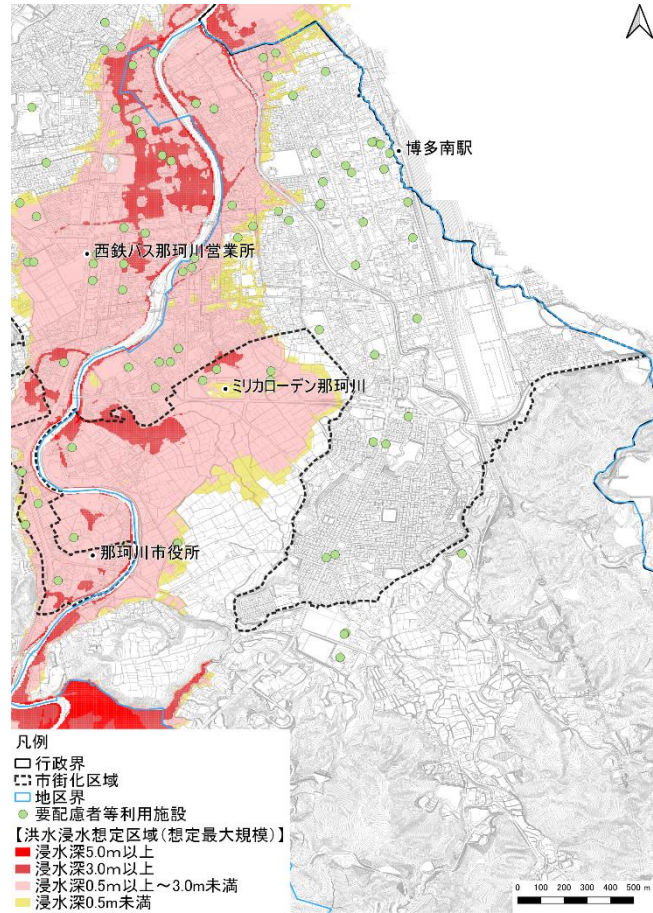 博多南駅
西鉄バス那珂川営業所
ミリカローデン那珂川
那珂川市役所
凡例
行政界
市街化区域
地区界
要配慮者等利用施設
【洪水浸水想定区域(想定最大規模)】
浸水深5.0m以上
浸水深3.0m以上
浸水深0.5m以上～3.0m未満
浸水深0.5m未満
0 100 200 300 400 500 m